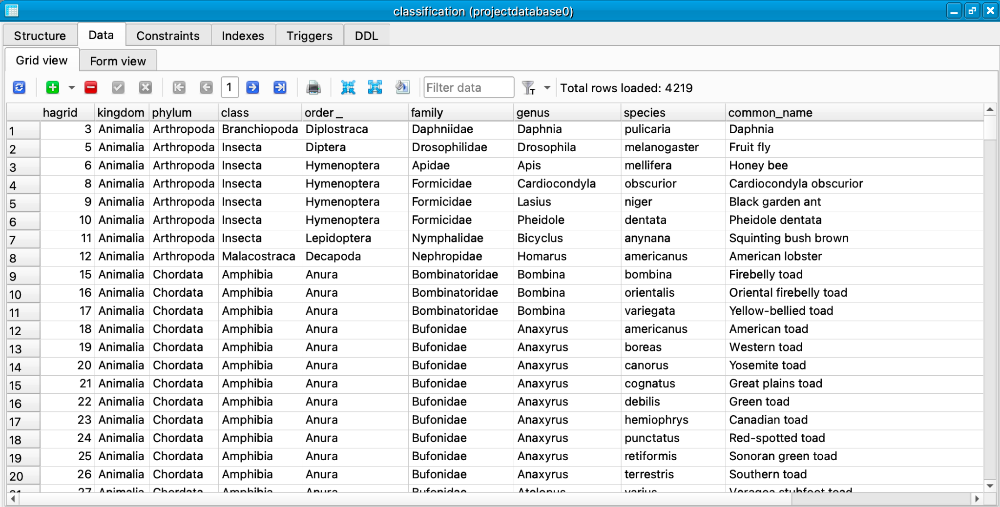 classification (projectdatabase0)
Structure Data Constraints Indexes Triggers DDL
Grid view Form view
1 Filter data T Total rows loaded: 4219
hagrid kingdom phylum class order_ family genus species common_name
1 3 Animalia Arthropoda Branchiopoda Diplostraca Daphniidae Daphnia pulicaria Daphnia
2 5 Animalia Arthropoda Insecta Diptera Drosophilidae Drosophila melanogaster Fruit fly
3 6 Animalia Arthropoda Insecta Hymenoptera Apidae Apis mellifera Honey bee
4 8 Animalia Arthropoda Insecta Hymenoptera Formicidae Cardiocondyla obscurior Cardiocondyla obscurior
5 9 Animalia Arthropoda Insecta Hymenoptera Formicidae Lasius niger Black garden ant
6 10 Animalia Arthropoda Insecta Hymenoptera Formicidae Pheidole dentata Pheidole dentata
7 11 Animalia Arthropoda Insecta Lepidoptera Nymphalidae Bicyclus anynana Squinting bush brown
8 12 Animalia Arthropoda Malacostraca Decapoda Nephropidae Homarus americanus American lobster
9 15 Animalia Chordata Amphibia Anura Bombinatoridae Bombina bombina Firebelly toad
10 16 Animalia Chordata Amphibia Anura Bombinatoridae Bombina orientalis Oriental firebelly toad
11 17 Animalia Chordata Amphibia Anura Bombinatoridae Bombina variegata Yellow-bellied toad
12 18 Animalia Chordata Amphibia Anura Bufonidae Anaxyrus americanus American toad
13 19 Animalia Chordata Amphibia Anura Bufonidae Anaxyrus boreas Western toad
14 20 Animalia Chordata Amphibia Anura Bufonidae Anaxyrus canorus Yosemite toad
15 21 Animalia Chordata Amphibia Anura Bufonidae Anaxyrus cognatus Great plains toad
16 22 Animalia Chordata Amphibia Anura Bufonidae Anaxyrus debilis Green toad
17 23 Animalia Chordata Amphibia Anura Bufonidae Anaxyrus hemiophrys Canadian toad
18 24 Animalia Chordata Amphibia Anura Bufonidae Anaxyrus punctatus Red-spotted toad
19 25 Animalia Chordata Amphibia Anura Bufonidae Anaxyrus retiformis Sonoran green toad
20 26 Animalia Chordata Amphibia Anura Bufonidae Anaxyrus terrestris Southern toad
21 27 Animalia Chordata Amphibia Anura Bufonidae Atelopus varius Veragoa stubfoot toad